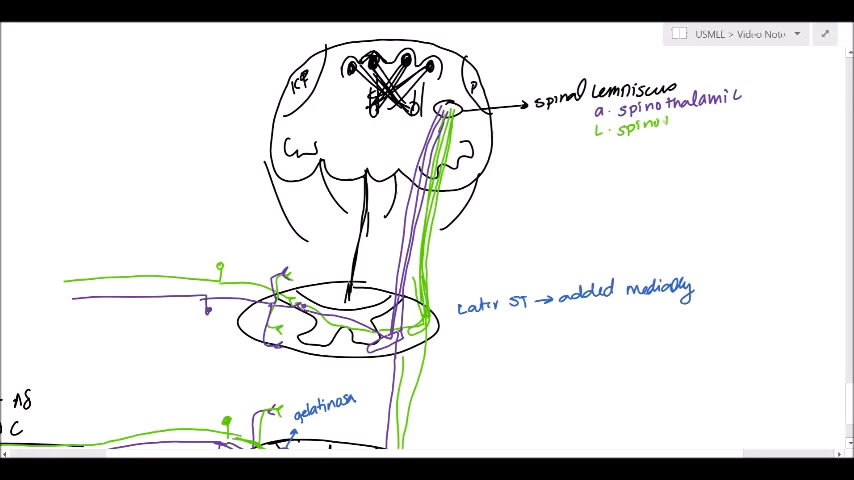 USMLE > Video Note
P
spinal Lemniscus
a. spinothalamic
L. spino
Later ST → added medially
Aδ
C
gelatinosa